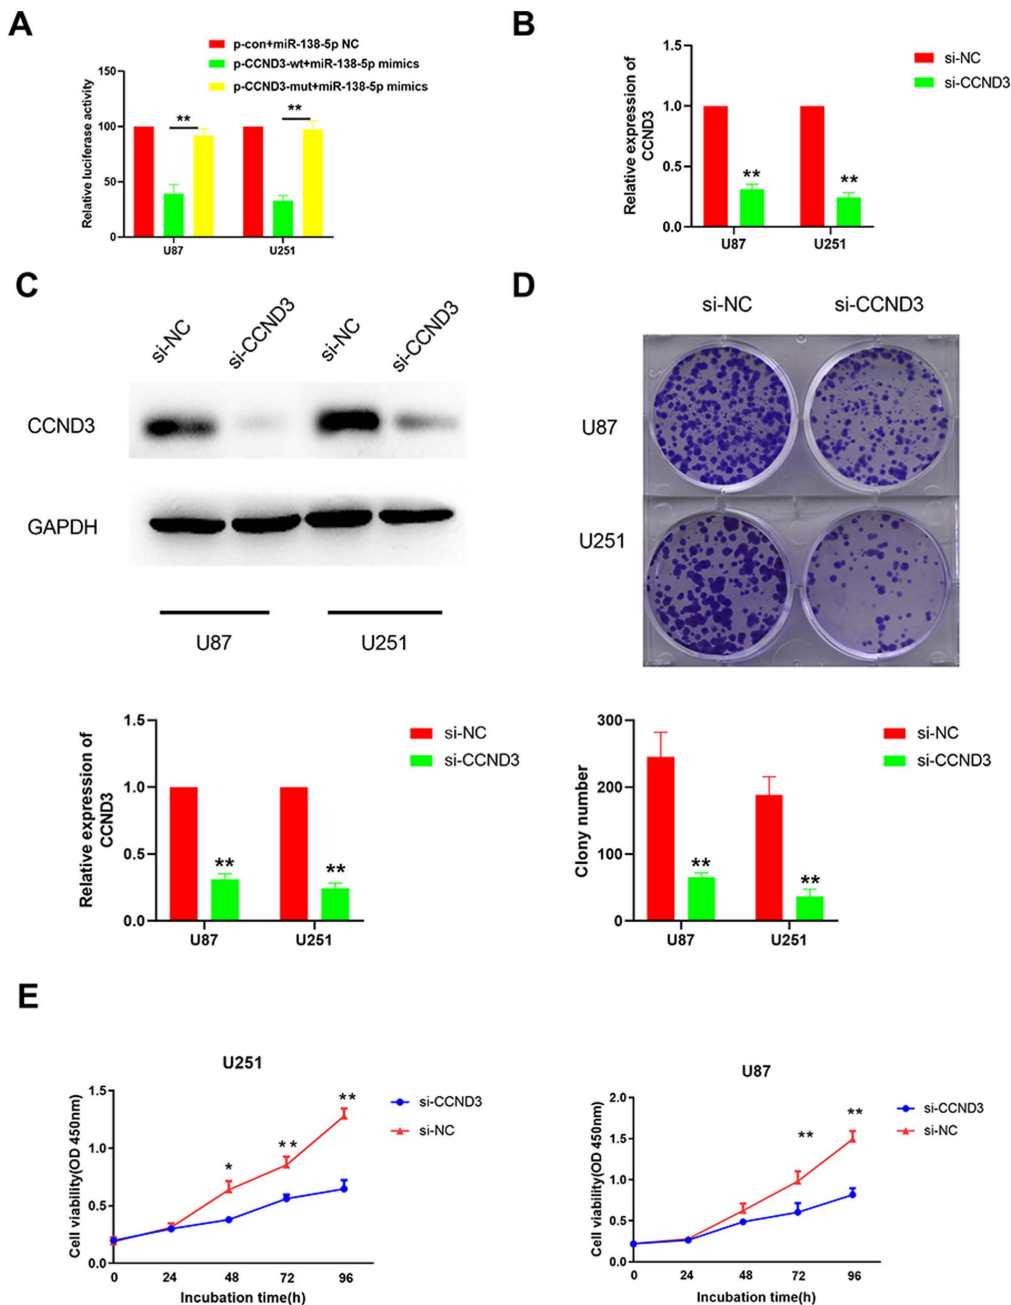 A
p-con+miR-138-5p NC
p-CCND3-wt+miR-138-5p mimics
p-CCND3-mut+miR-138-5p mimics
Relative luciferase activity
150
100
50
0
**
**
U87
U251
B
Relative expression of
CCND3
1.5
1.0
0.5
0.0
**
**
U87
U251
si-NC
si-CCND3
C
si-NC
si-CCND3
si-NC
si-CCND3
CCND3
GAPDH
U87
U251
Relative expression of
CCND3
1.5
1.0
0.5
0.0
**
**
U87
U251
si-NC
si-CCND3
D
si-NC
si-CCND3
U87
U251
Clony number
300
200
100
0
**
**
U87
U251
si-NC
si-CCND3
E
U251
Cell viability(OD 450nm)
1.5
1.0
0.5
0.0
*
**
**
0
24
48
72
96
Incubation time(h)
si-CCND3
si-NC
U87
Cell viability(OD 450nm)
2.0
1.5
1.0
0.5
0.0
**
**
0
24
48
72
96
Incubation time(h)
si-CCND3
si-NC